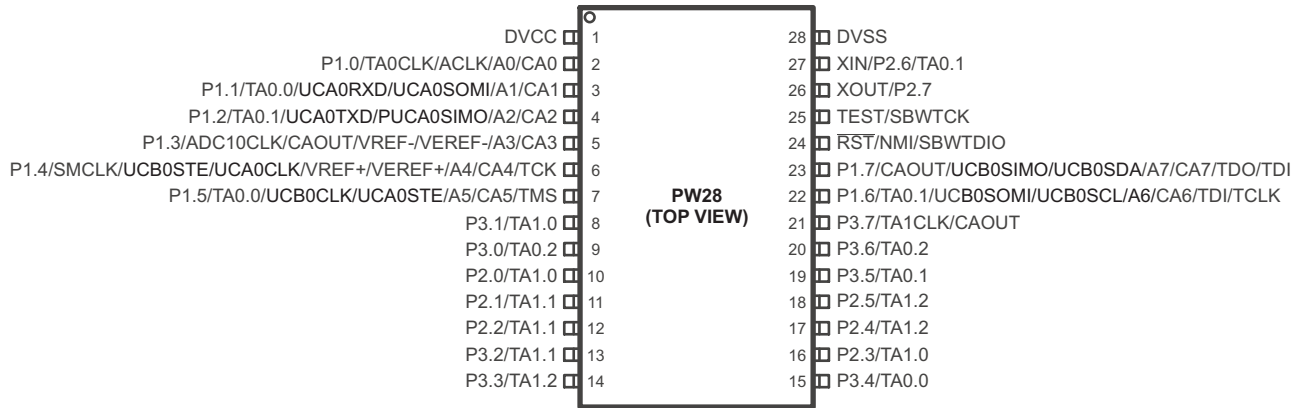 DVCC 1
P1.0/TA0CLK/ACLK/A0/CA0 2
P1.1/TA0.0/UCA0RXD/UCA0SOMI/A1/CA1 3
P1.2/TA0.1/UCA0TXD/PUCA0SIMO/A2/CA2 4
P1.3/ADC10CLK/CAOUT/VREF-/VEREF-/A3/CA3 5
P1.4/SMCLK/UCB0STE/UCA0CLK/VREF+/VEREF+/A4/CA4/TCK 6
P1.5/TA0.0/UCB0CLK/UCA0STE/A5/CA5/TMS 7
P3.1/TA1.0 8
P3.0/TA0.2 9
P2.0/TA1.0 10
P2.1/TA1.1 11
P2.2/TA1.1 12
P3.2/TA1.1 13
P3.3/TA1.2 14
PW28
(TOP VIEW)
28 DVSS
27 XIN/P2.6/TA0.1
26 XOUT/P2.7
25 TEST/SBWTCK
24 RST/NMI/SBWTDIO
23 P1.7/CAOUT/UCB0SIMO/UCB0SDA/A7/CA7/TDO/TDI
22 P1.6/TA0.1/UCB0SOMI/UCB0SCL/A6/CA6/TDI/TCLK
21 P3.7/TA1CLK/CAOUT
20 P3.6/TA0.2
19 P3.5/TA0.1
18 P2.5/TA1.2
17 P2.4/TA1.2
16 P2.3/TA1.0
15 P3.4/TA0.0